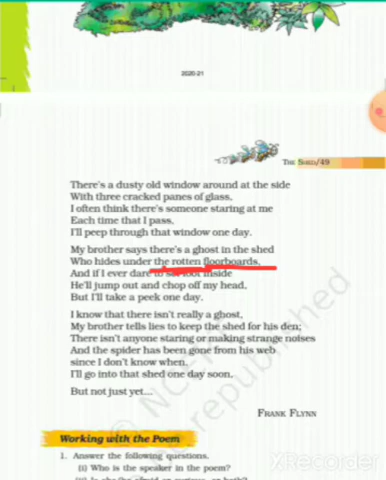 2020-21
THE SHED/49
There's a dusty old window around at the side
With three cracked panes of glass,
I often think there's someone staring at me
Each time that I pass,
I'll peep through that window one day.
My brother says there's a ghost in the shed
Who hides under the rotten floorboards,
And if I ever dare to set foot inside
He'll jump out and chop off my head,
But I'll take a peek one day.
I know that there isn't really a ghost,
My brother tells lies to keep the shed for his den;
There isn't anyone staring or making strange noises
And the spider has been gone from his web
since I don't know when,
I'll go into that shed one day soon,
But not just yet...
FRANK FLYNN
Working with the Poem
1. Answer the following questions.
(i) Who is the speaker in the poem?
XRecorder